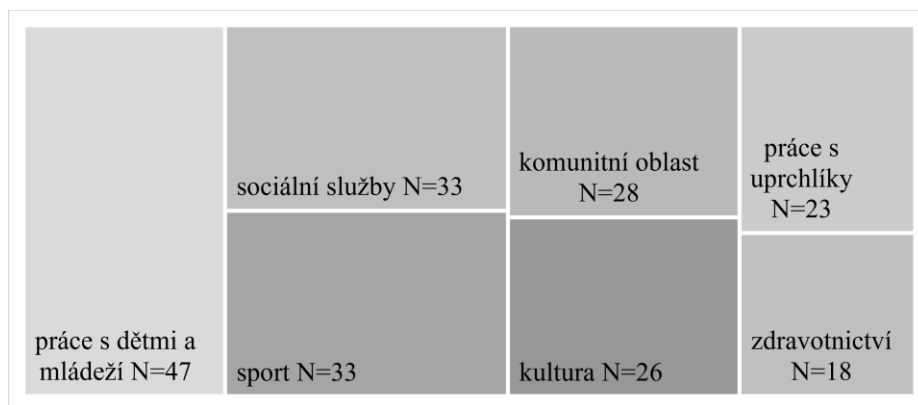 práce s dětmi a
mládeží N=47
sociální služby N=33
sport N=33
komunitní oblast
N=28
kultura N=26
práce s
uprchlíky
N=23
zdravotnictví
N=18